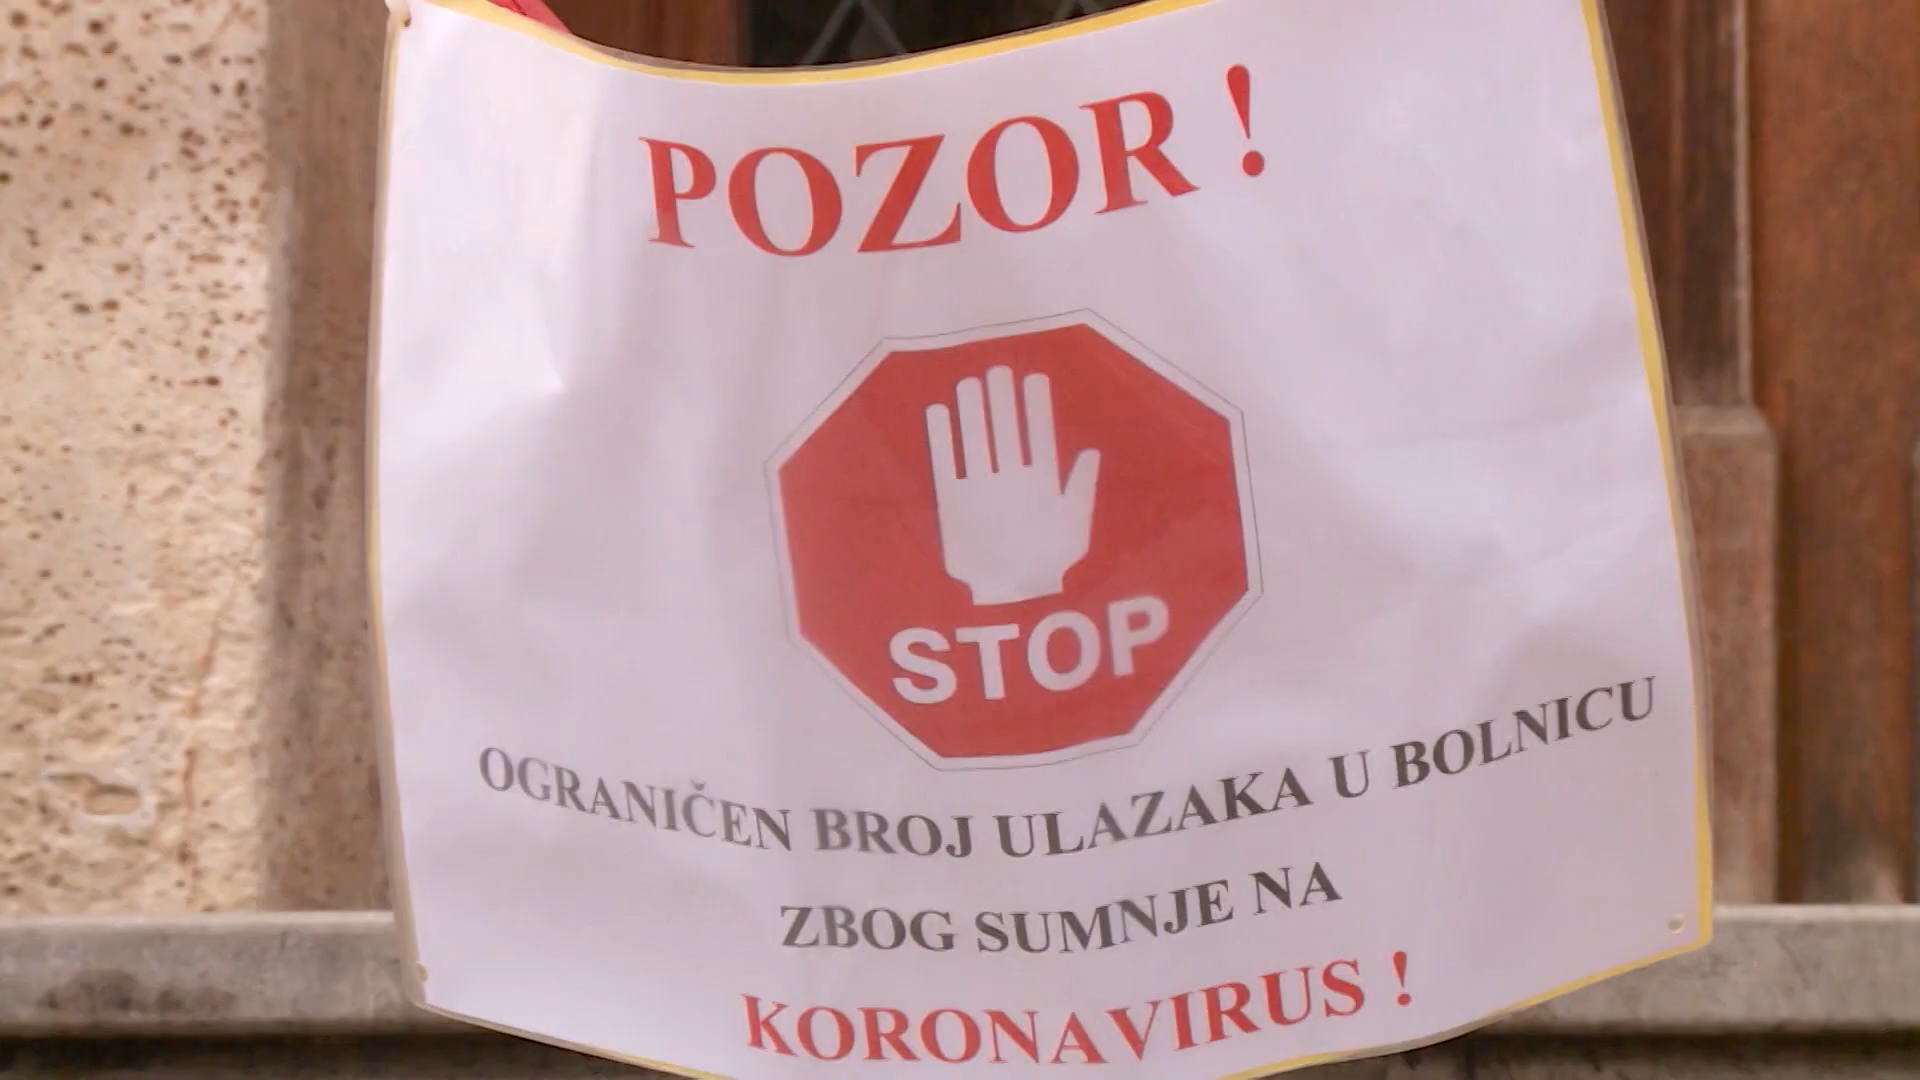 POZOR !
STOP
OGRANIČEN BROJ ULAZAKA U BOLNICU
ZBOG SUMNJE NA
KORONAVIRUS !